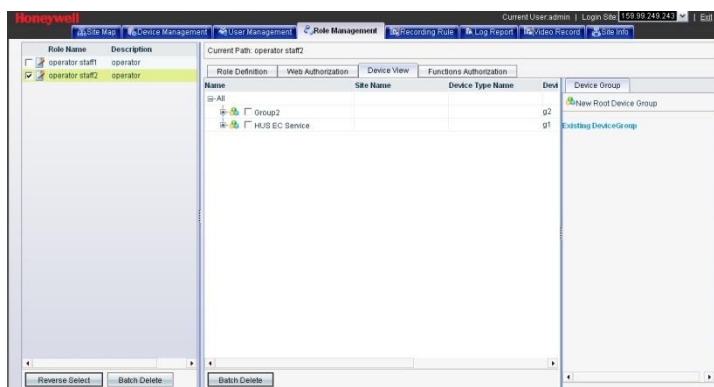 Honeywell
Current User:admin | Login Site 159.99.249.243 | Exit
Site Map Device Management User Management Role Management Recording Rule Log Report Video Record Site Info
Role Name Description
operator staff1 operator
operator staff2 operator
Reverse Select Batch Delete
Current Path: operator staff2
Role Definition Web Authorization Device View Functions Authorization
Name Site Name Device Type Name Devi
All
Group2 g2
HUS EC Service g1
Batch Delete
Device Group
New Root Device Group
Existing DeviceGroup